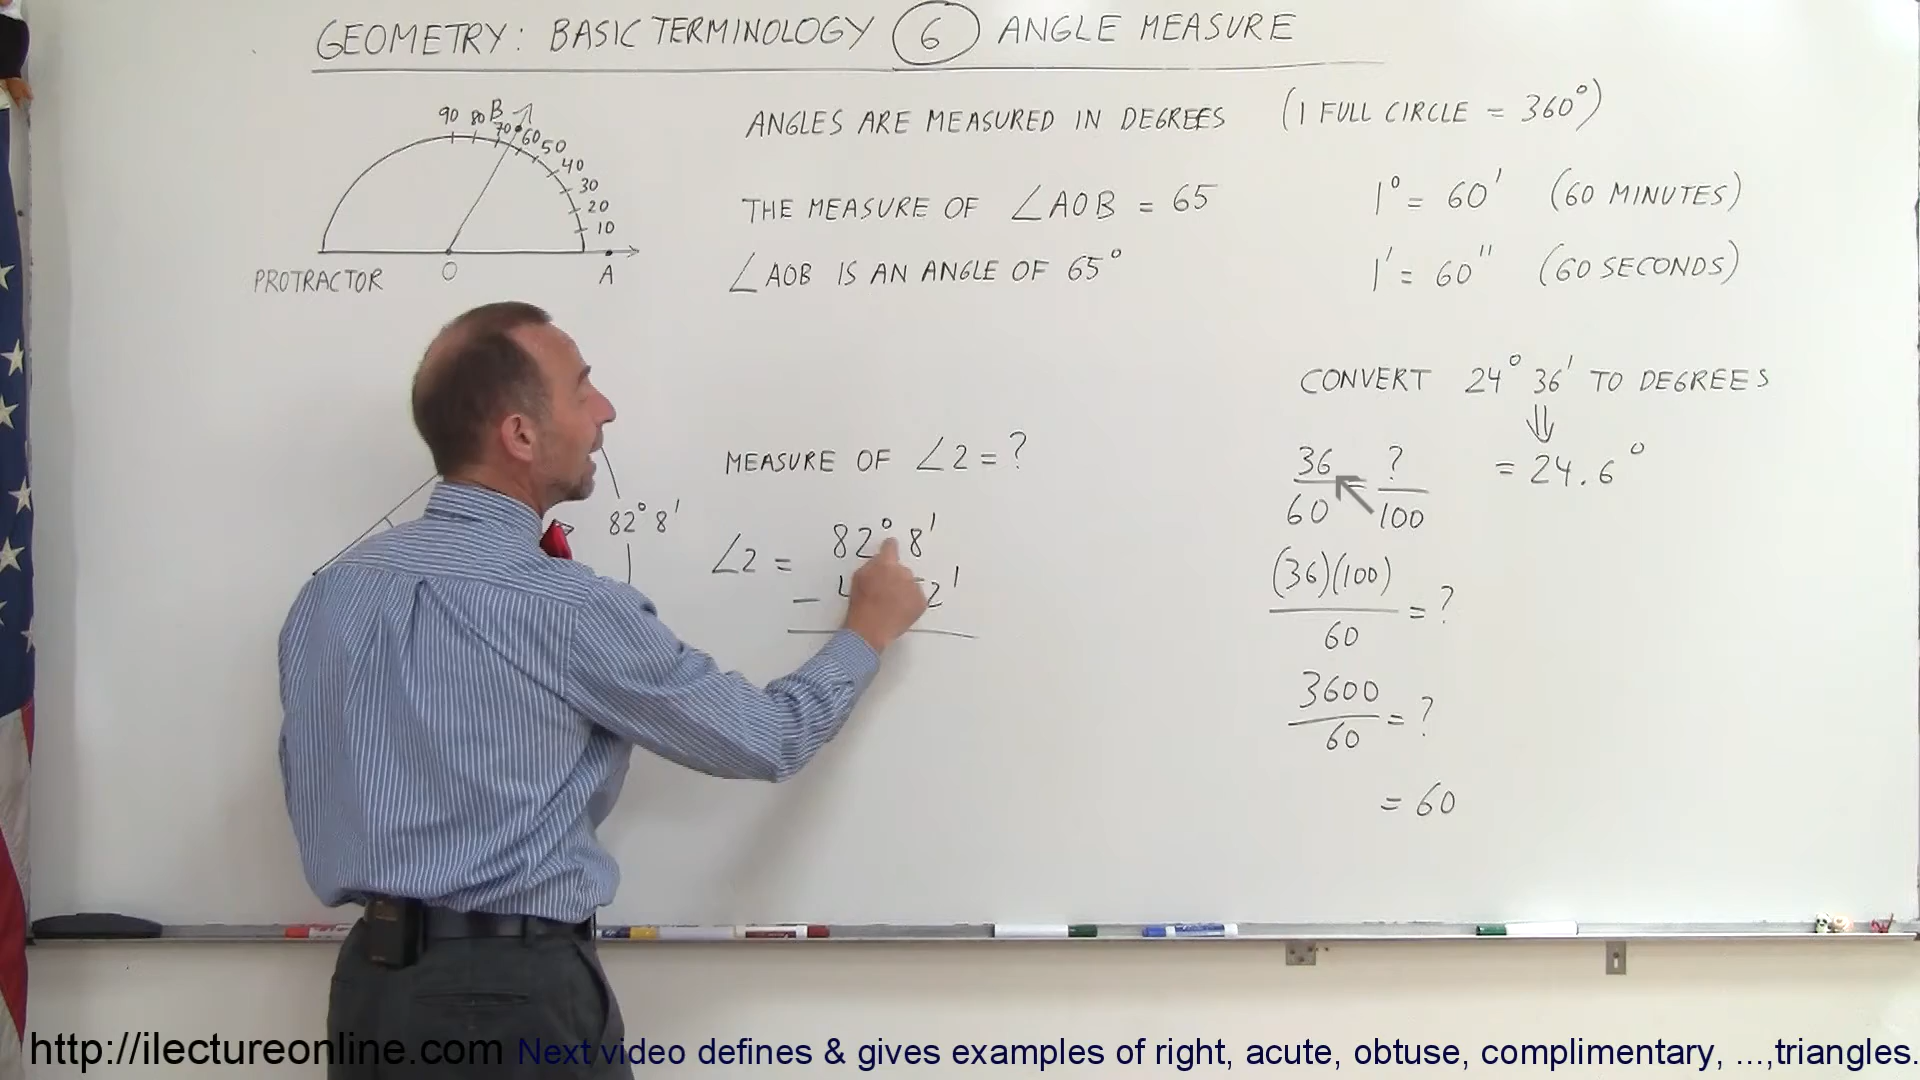 GEOMETRY: BASIC TERMINOLOGY 6 ANGLE MEASURE
90 80 B 70 60 50 40 30 20 10
PROTRACTOR O A
ANGLES ARE MEASURED IN DEGREES (1 FULL CIRCLE = 360°)
THE MEASURE OF ∠AOB = 65
∠AOB IS AN ANGLE OF 65°
1° = 60' (60 MINUTES)
1' = 60" (60 SECONDS)
82° 8'
MEASURE OF ∠2 = ?
∠2 = 82° 8'
− 4 2'
CONVERT 24° 36' TO DEGREES
⇓
= 24.6°
36/60 = ?/100
(36)(100)/60 = ?
3600/60 = ?
= 60
http://ilectureonline.com Next video defines & gives examples of right, acute, obtuse, complimentary, ...,triangles.